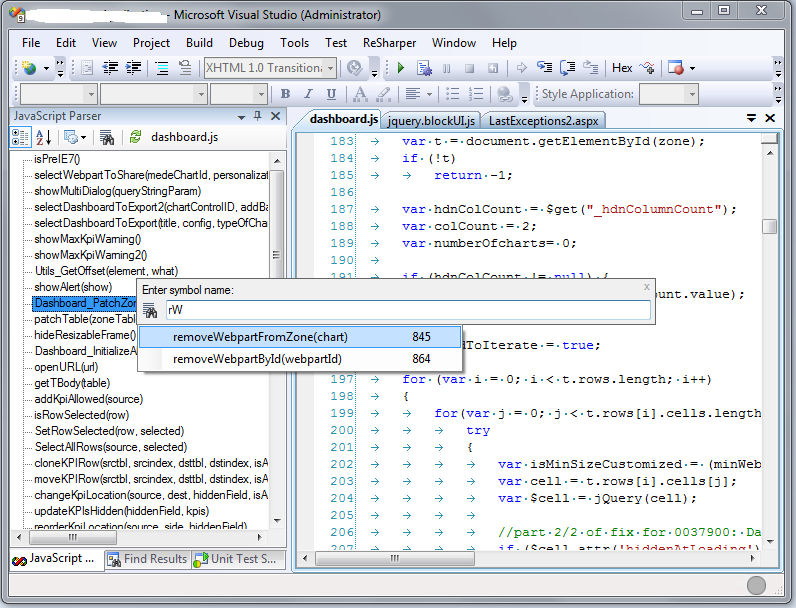 - Microsoft Visual Studio (Administrator)
File Edit View Project Build Debug Tools Test ReSharper Window Help
XHTML 1.0 Transitiona Hex
B I U A Style Application:
JavaScript Parser
dashboard.js
isPreIE7()
selectWebpartToShare(medeChartId, personalizat
showMultiDialog(queryStringParam)
selectDashboardToExport2(chartControlID, addBa
selectDashboardToExport(title, config, typeOfCha
showMaxKpiWarning()
showMaxKpiWarning2()
Utils_GetOffset(element, what)
showAlert(show)
Dashboard_PatchZon
patchTable(zoneTabl
hideResizableFrame()
Dashboard_InitializeA
openURL(url)
getTBody(table)
addKpiAllowed(source)
isRowSelected(row)
SetRowSelected(row, selected)
SelectAllRows(source, selected)
cloneKPIRow(srctbl, srcindex, dsttbl, dstindex, isA
moveKPIRow(srctbl, srcindex, dsttbl, dstindex, isA
changeKpiLocation(source, dest, hiddenField, isA
updateKPIsHidden(hiddenField, kpis)
reorderKpiLocation(source, side, hiddenField)
JavaScript ... Find Results Unit Test S...
dashboard.js jquery.blockUI.js LastExceptions2.aspx
183 var t = document.getElementById(zone);
184 if (!t)
185 return -1;
186
187 var hdnColCount = $get("_hdnColumnCount");
188 var colCount = 2;
189 var numberOfcharts= 0;
190
191 if (hdnColCount != null) {
ount.value);
dToIterate = true;
197 for (var i = 0; i < t.rows.length; i++)
198 {
199 for(var j = 0; j < t.rows[i].cells.length
200 try
201 {
202 var isMinSizeCustomized = (minWeb
203 var cell = t.rows[i].cells[j];
204 var $cell = jQuery(cell);
205
206 //part 2/2 of fix for 0037900: Da
207 if ($cell.attr('hiddenAtLoading')
Enter symbol name: x
rW
removeWebpartFromZone(chart) 845
removeWebpartById(webpartId) 864